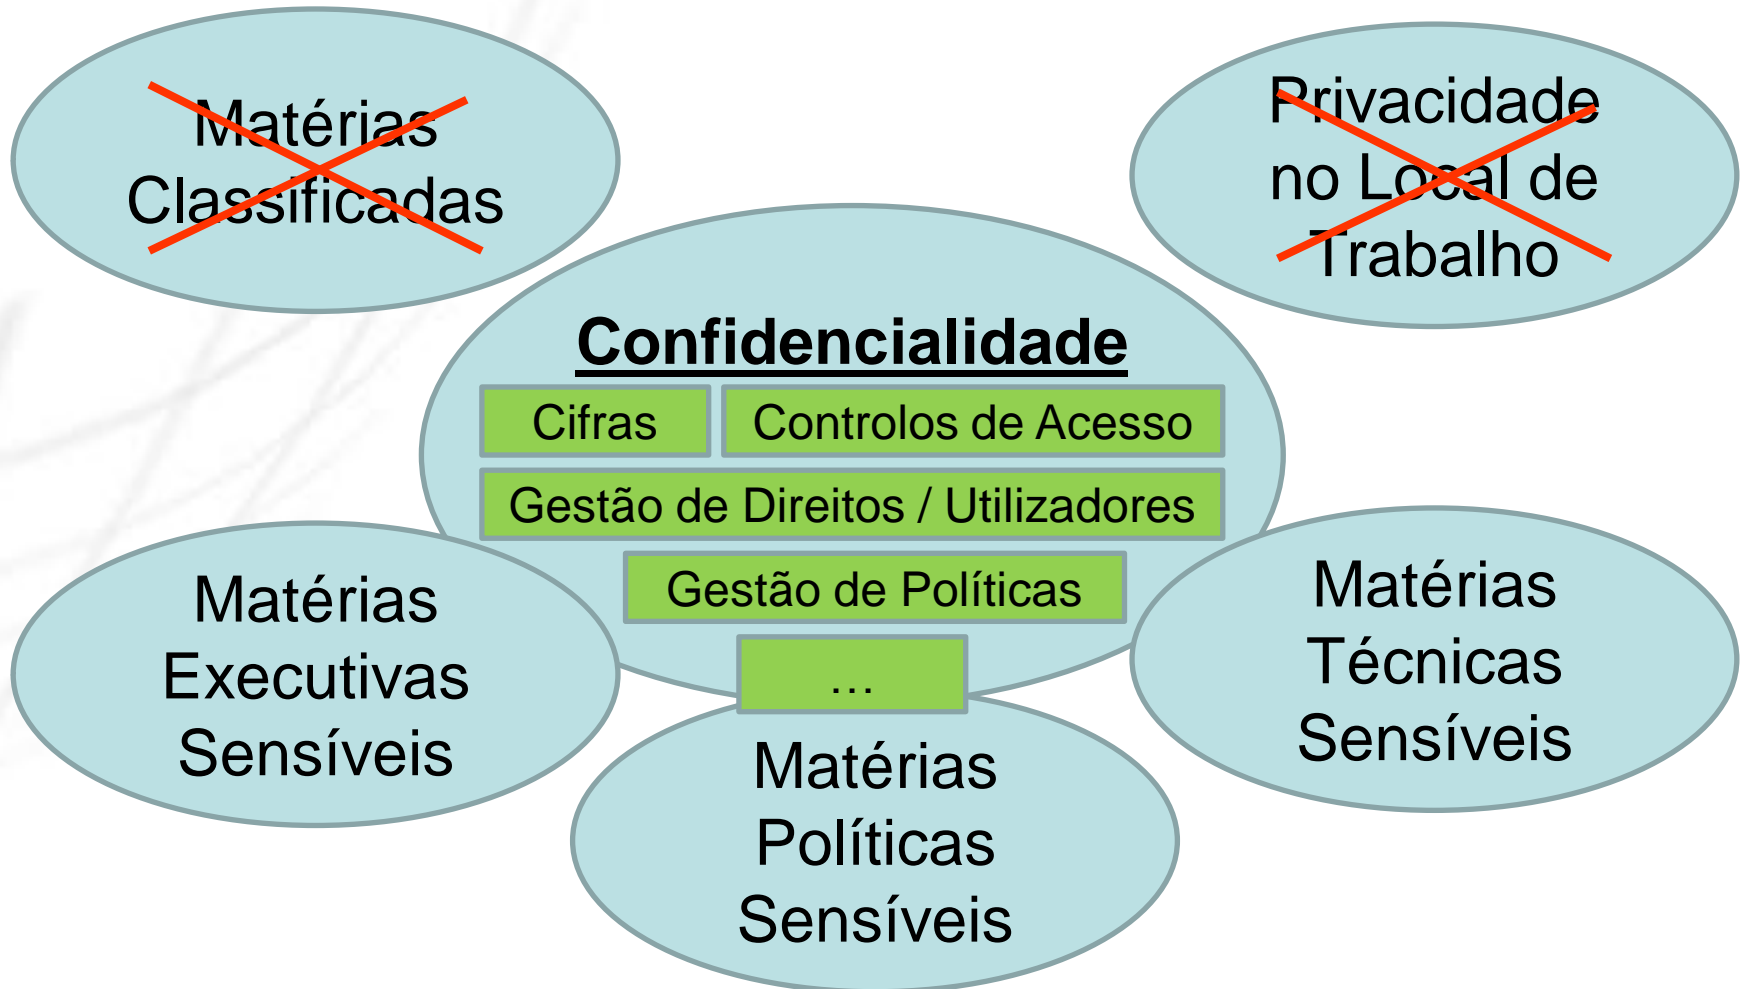 Matérias
Classificadas
Privacidade
no Local de
Trabalho
Confidencialidade
Cifras
Controlos de Acesso
Gestão de Direitos / Utilizadores
Gestão de Políticas
…
Matérias
Executivas
Sensíveis
Matérias
Políticas
Sensíveis
Matérias
Técnicas
Sensíveis